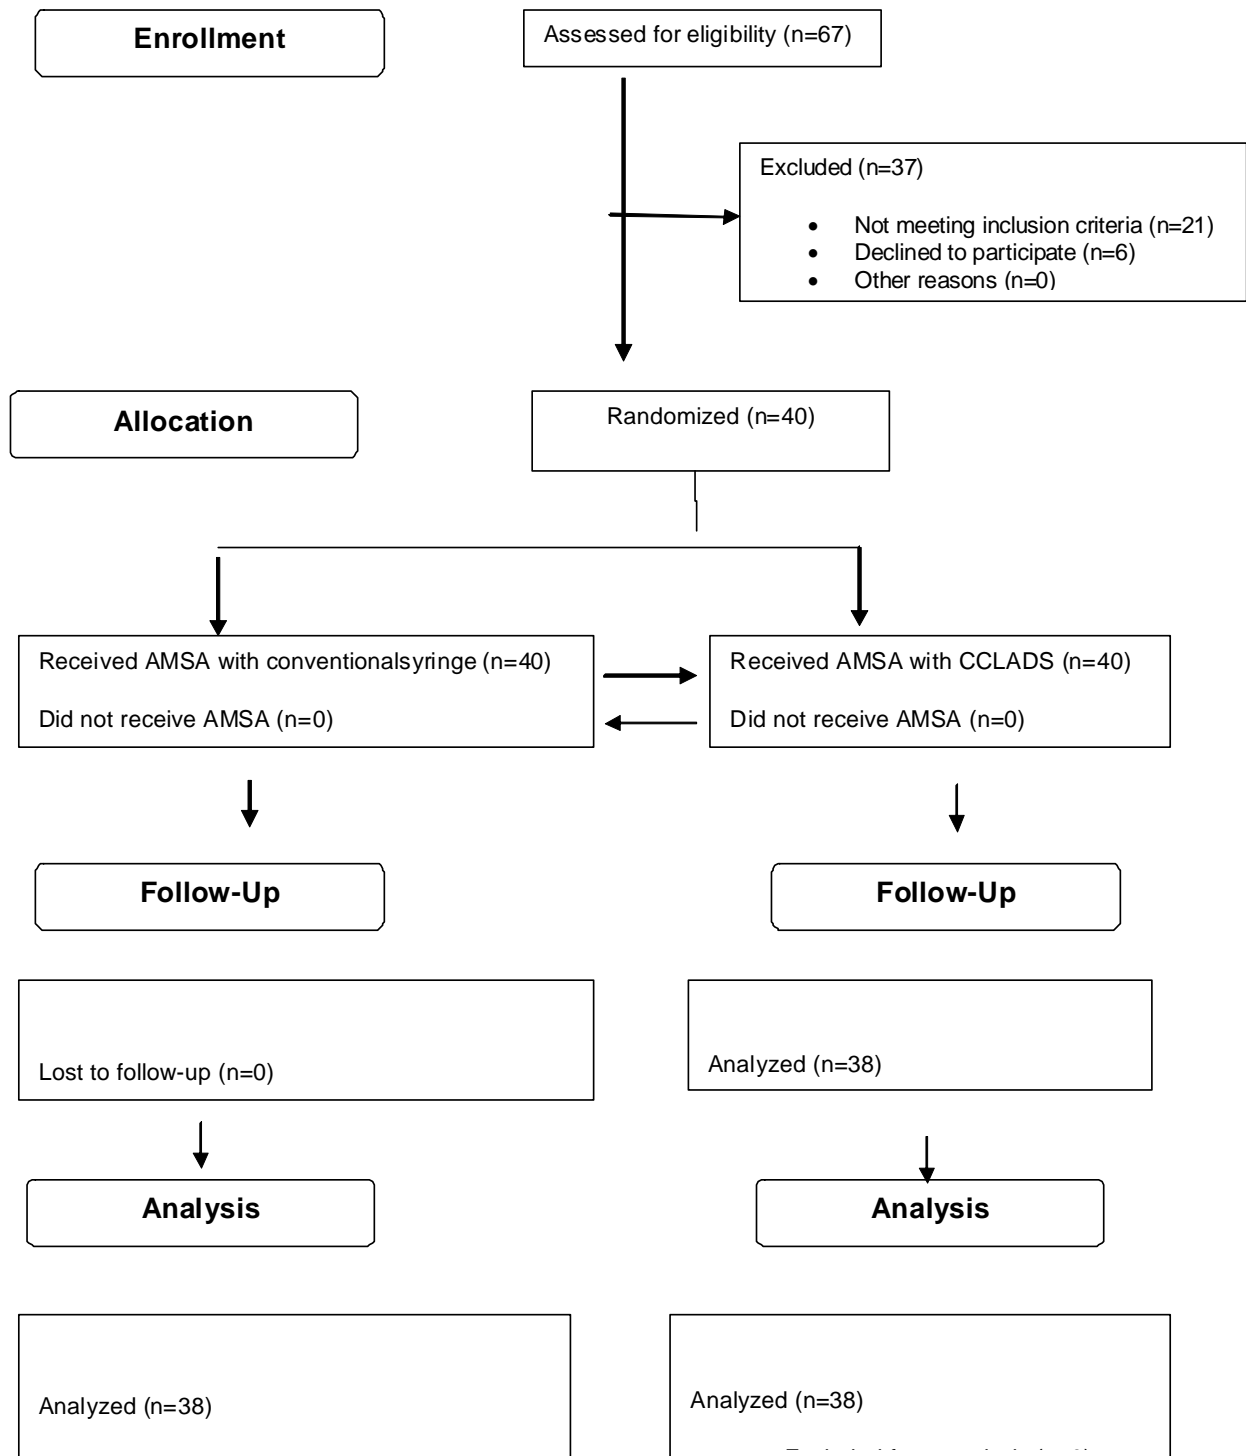 Enrollment
Assessed for eligibility (n=67)
Excluded (n=37)
• Not meeting inclusion criteria (n=21)
• Declined to participate (n=6)
• Other reasons (n=0)
Allocation
Randomized (n=40)
Received AMSA with conventionalsyringe (n=40)
Did not receive AMSA (n=0)
Received AMSA with CCLADS (n=40)
Did not receive AMSA (n=0)
Follow-Up
Follow-Up
Lost to follow-up (n=0)
Analyzed (n=38)
Analysis
Analysis
Analyzed (n=38)
Analyzed (n=38)